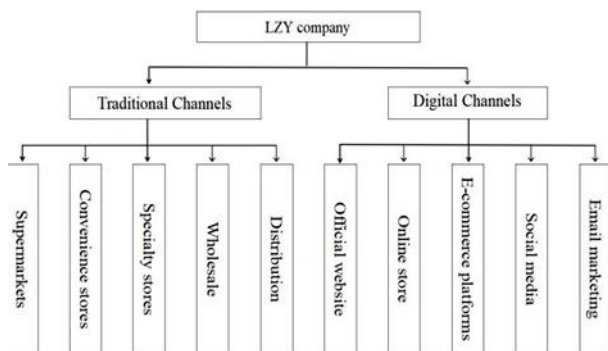 LZY company
Traditional Channels
Digital Channels
Supermarkets
Convenience stores
Specialty stores
Wholesale
Distribution
Official website
Online store
E-commerce platforms
Social media
Email marketing